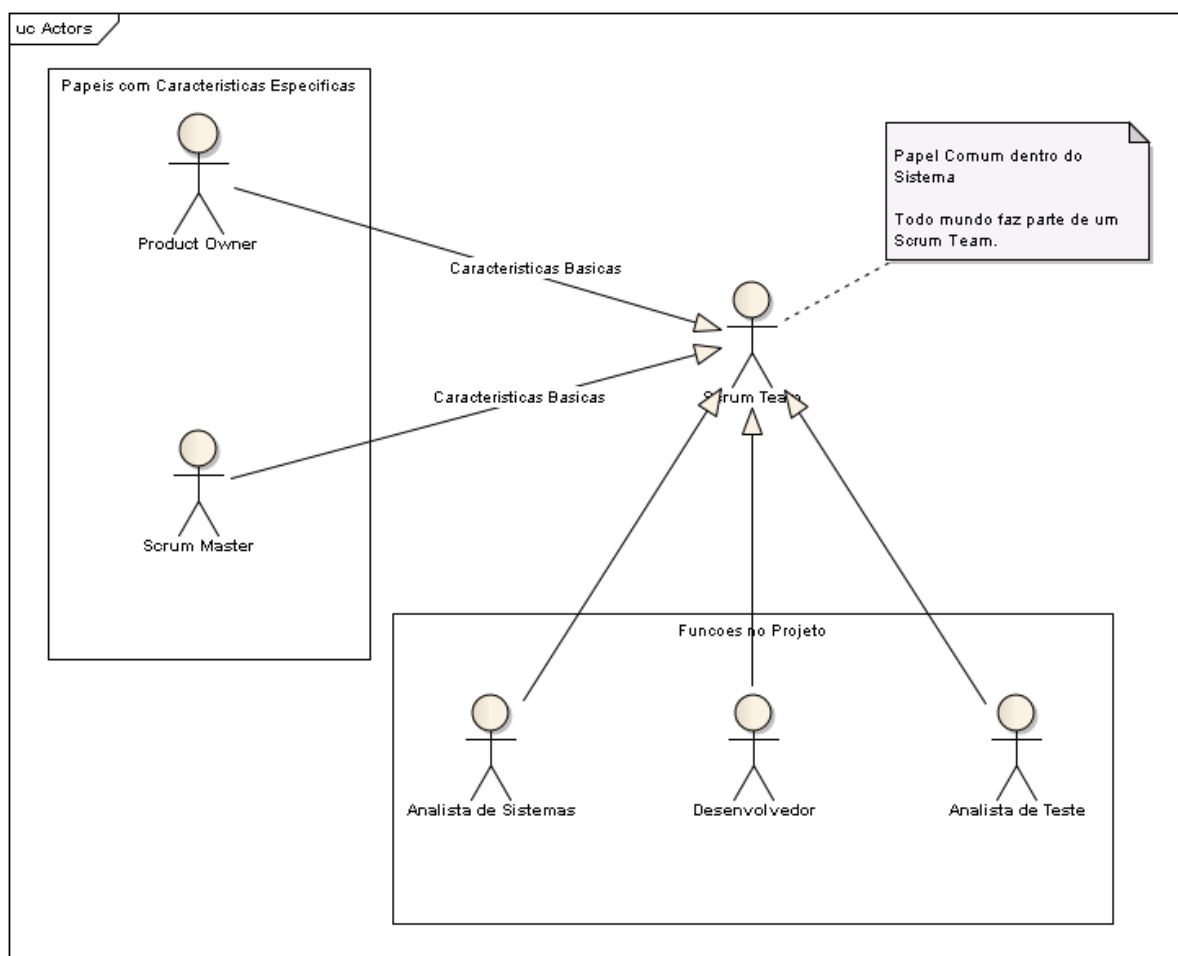 uc Actors
Papeis com Caracteristicas Especificas
Product Owner
Papel Comum dentro do
Sistema
Todo mundo faz parte de um
Scrum Team.
Caracteristicas Basicas
Caracteristicas Basicas
Scrum Team
Scrum Master
Funcoes no Projeto
Analista de Sistemas
Desenvolvedor
Analista de Teste